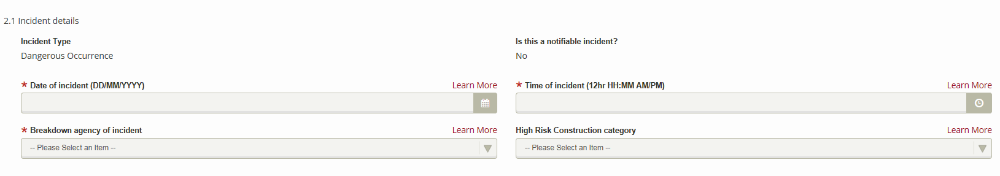 2.1 Incident details
Incident Type
Is this a notifiable incident?
Dangerous Occurrence
No
* Date of incident (DD/MM/YYYY)
Learn More
* Time of incident (12hr HH:MM AM/PM)
Learn More
* Breakdown agency of incident
Learn More
High Risk Construction category
Learn More
-- Please Select an Item --
-- Please Select an Item --